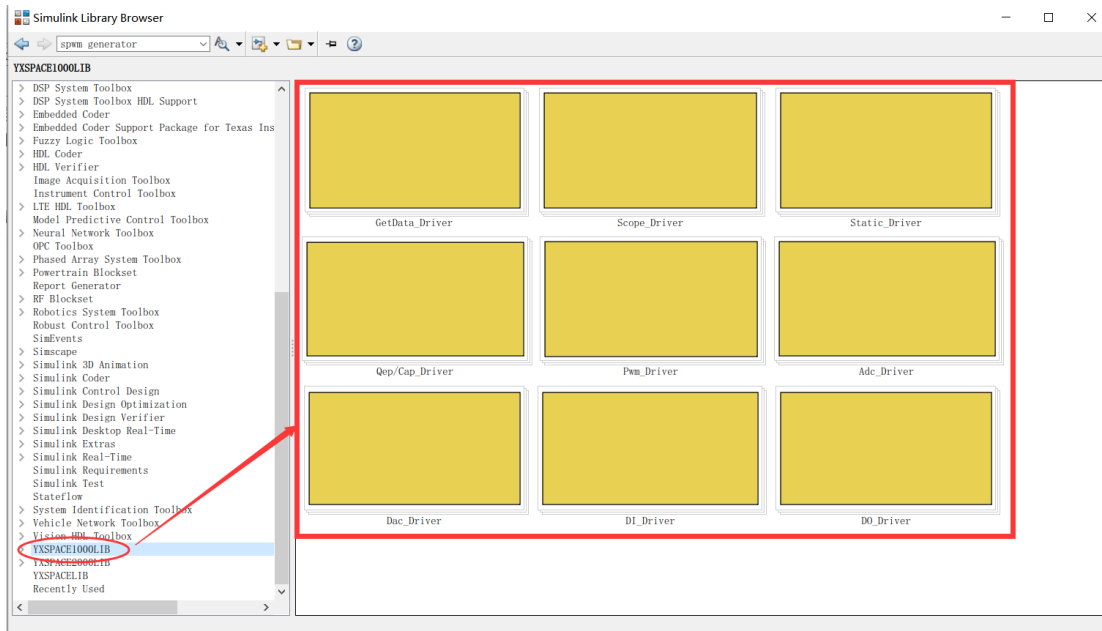 Simulink Library Browser
spwm generator
YXSPACE1000LIB
DSP System Toolbox
DSP System Toolbox HDL Support
Embedded Coder
Embedded Coder Support Package for Texas Ins
Fuzzy Logic Toolbox
HDL Coder
HDL Verifier
Image Acquisition Toolbox
Instrument Control Toolbox
LTE HDL Toolbox
Model Predictive Control Toolbox
Neural Network Toolbox
OPC Toolbox
Phased Array System Toolbox
Powertrain Blockset
Report Generator
RF Blockset
Robotics System Toolbox
Robust Control Toolbox
SimEvents
Simscape
Simulink 3D Animation
Simulink Coder
Simulink Control Design
Simulink Design Optimization
Simulink Design Verifier
Simulink Desktop Real-Time
Simulink Extras
Simulink Real-Time
Simulink Requirements
Simulink Test
Stateflow
System Identification Toolbox
Vehicle Network Toolbox
Vision HDL Toolbox
YXSPACE1000LIB
YXSPACE2000LIB
YXSPACELIB
Recently Used
GetData_Driver
Scope_Driver
Static_Driver
Qep/Cap_Driver
Pwm_Driver
Adc_Driver
Dac_Driver
DI_Driver
DO_Driver